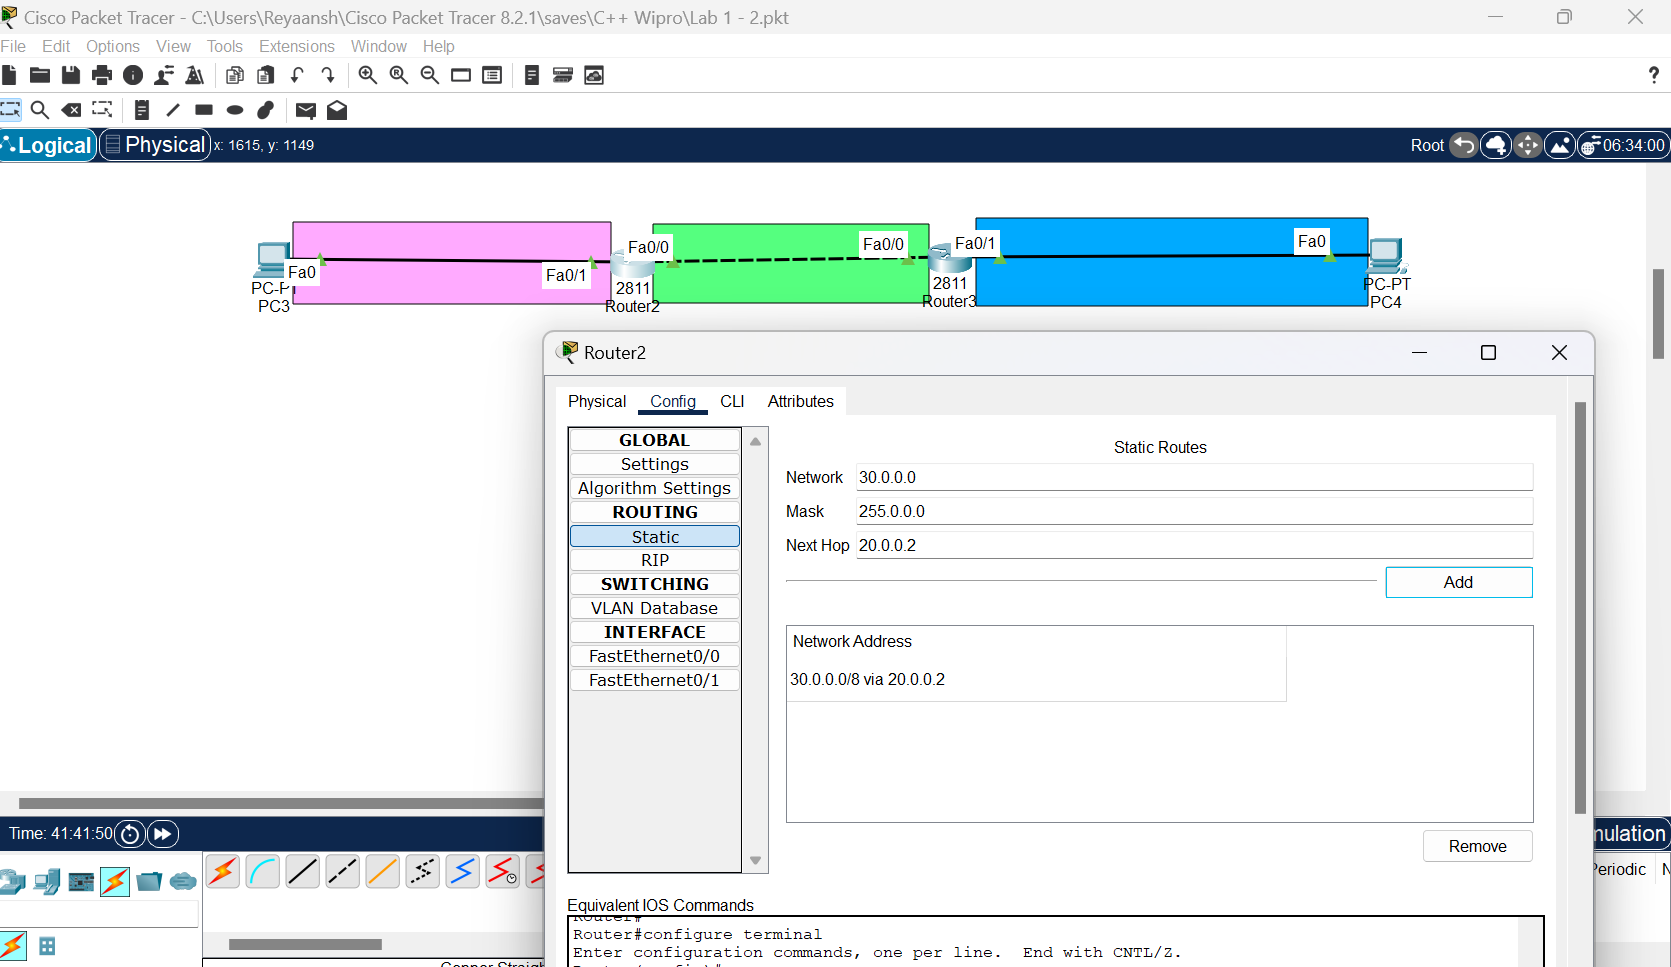 Cisco Packet Tracer - C:\Users\Reyaansh\Cisco Packet Tracer 8.2.1\saves\C++ Wipro\Lab 1 - 2.pkt
File Edit Options View Tools Extensions Window Help
?
Logical Physical x: 1615, y: 1149 Root 06:34:00
Fa0 Fa0/1 Fa0/0 Fa0/0 Fa0/1 Fa0
PC-P 2811 2811 PC-PT
PC3 Router2 Router3 PC4
Router2
Physical Config CLI Attributes
GLOBAL
Settings
Algorithm Settings
ROUTING
Static
RIP
SWITCHING
VLAN Database
INTERFACE
FastEthernet0/0
FastEthernet0/1
Static Routes
Network 30.0.0.0
Mask 255.0.0.0
Next Hop 20.0.0.2
Add
Network Address
30.0.0.0/8 via 20.0.0.2
Remove
Equivalent IOS Commands
Router#
Router#configure terminal
Enter configuration commands, one per line. End with CNTL/Z.
Time: 41:41:50
mulation
Periodic N